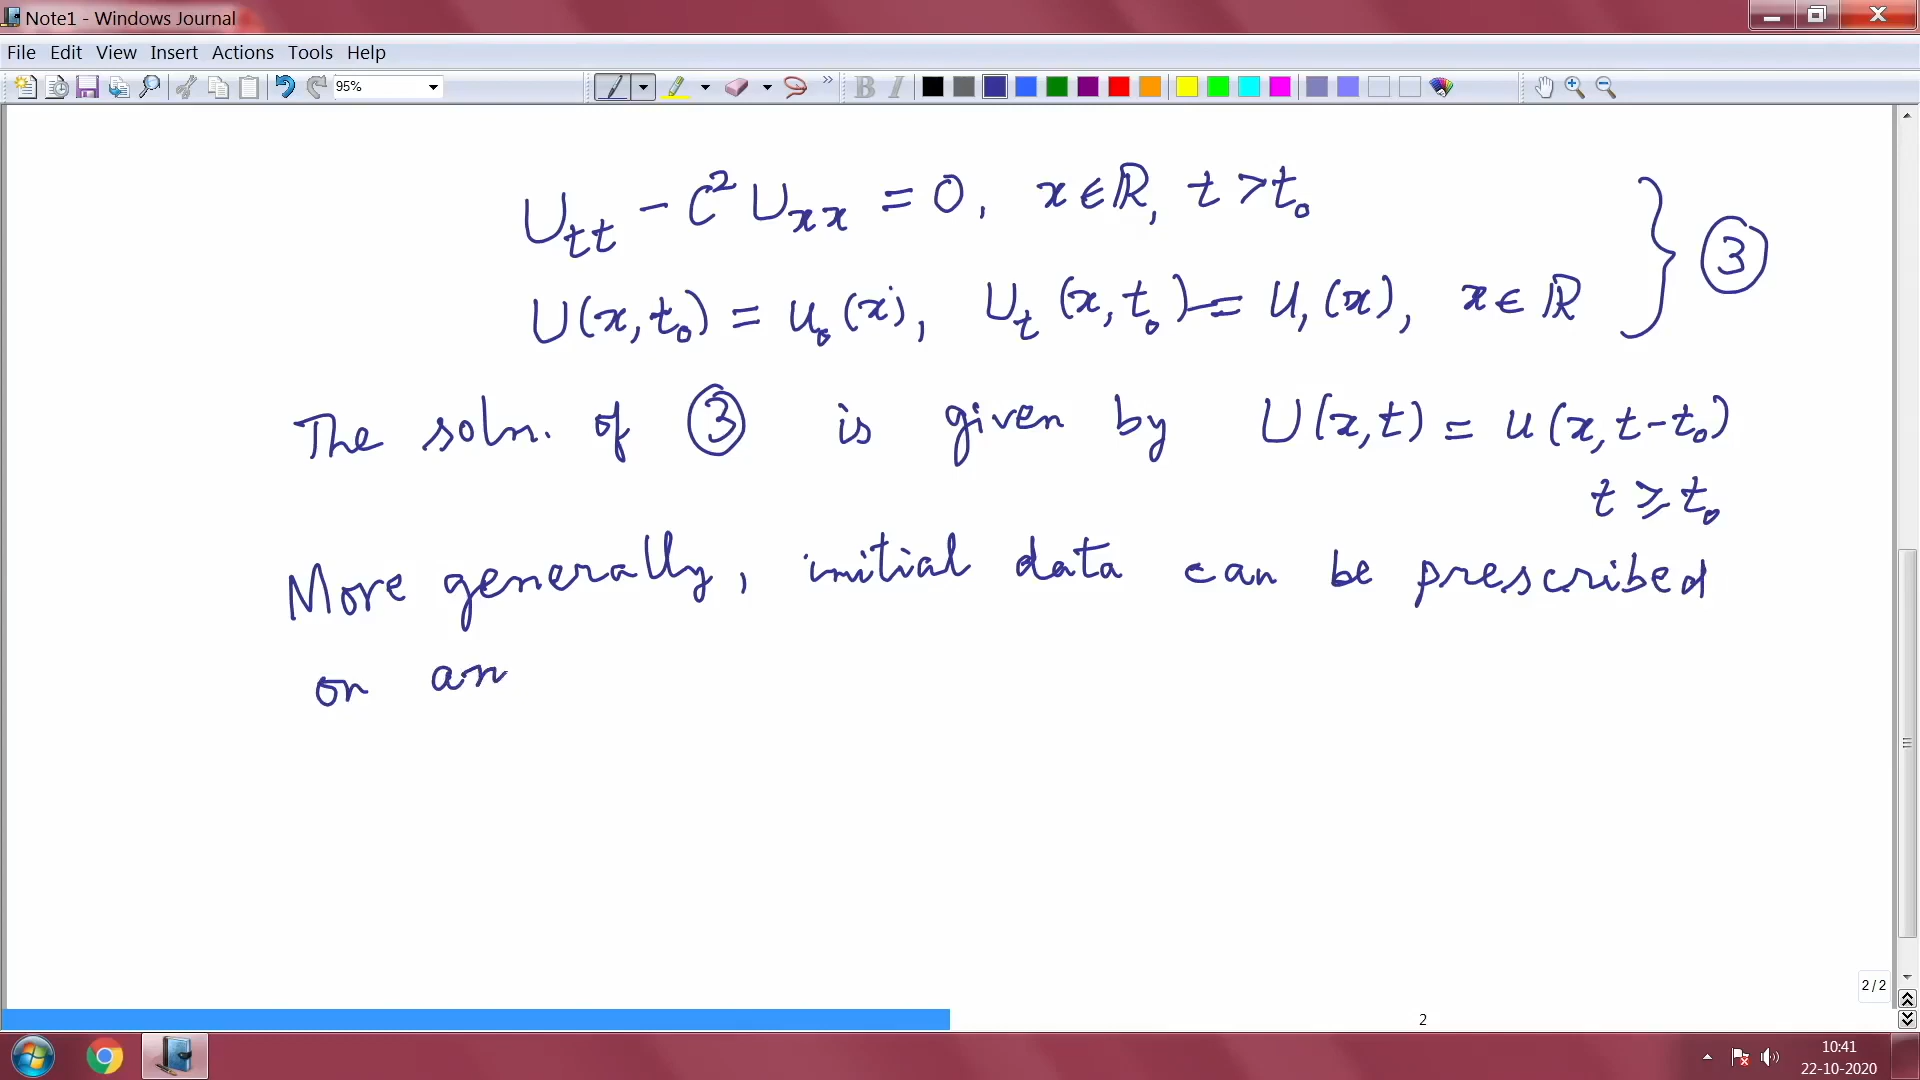 Note1 - Windows Journal
File Edit View Insert Actions Tools Help
95%
U_tt - C² U_xx = 0, x ∈ ℝ, t > t₀
U(x, t₀) = u₀(x), U_t(x, t₀) = u₁(x), x ∈ ℝ } ③
The soln. of ③ is given by U(x,t) = u(x, t-t₀)
t ≥ t₀
More generally, initial data can be prescribed
on an
2 / 2
2
10:41
22-10-2020